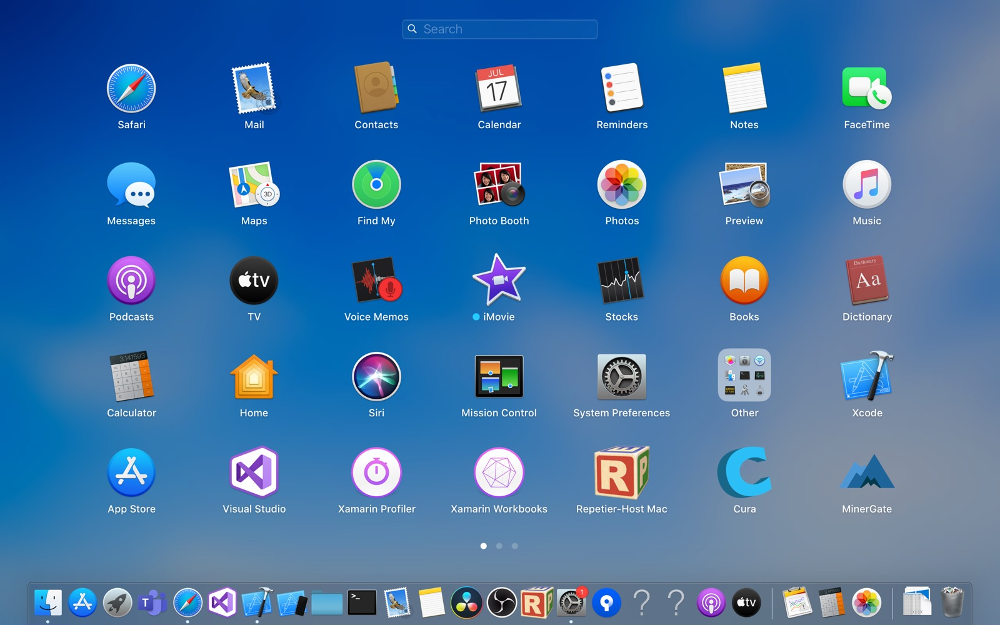 Search
JUL
17
Safari
Mail
Contacts
Calendar
Reminders
Notes
FaceTime
3D
Messages
Maps
Find My
Photo Booth
Photos
Preview
Music
tv
Dictionary
Aa
Podcasts
TV
Voice Memos
iMovie
Stocks
Books
Dictionary
3.141593
Calculator
Home
Siri
Mission Control
System Preferences
Other
Xcode
R
P
E
C
App Store
Visual Studio
Xamarin Profiler
Xamarin Workbooks
Repetier-Host Mac
Cura
MinerGate
T
>_
R
P
1
?
?
tv
3.141593
XLSX